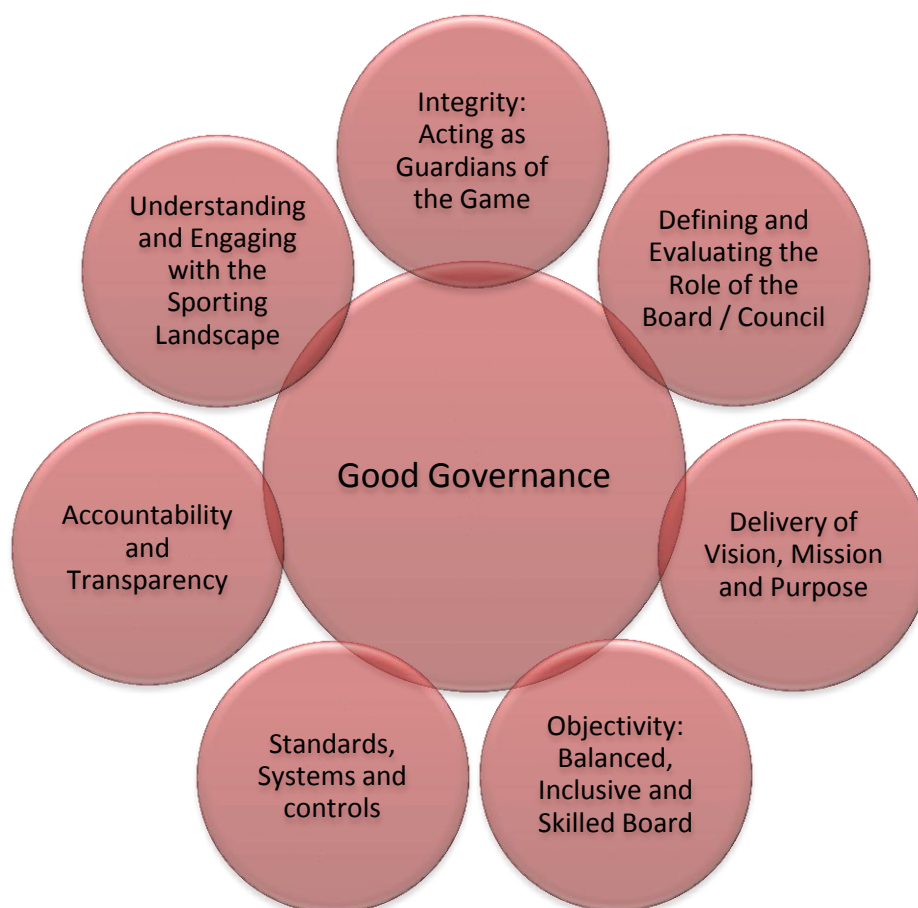 Integrity:
Acting as
Guardians of
the Game
Defining and
Evaluating the
Role of the
Board / Council
Delivery of
Vision, Mission
and Purpose
Objectivity:
Balanced,
Inclusive and
Skilled Board
Standards,
Systems and
controls
Accountability
and
Transparency
Understanding
and Engaging
with the
Sporting
Landscape
Good Governance